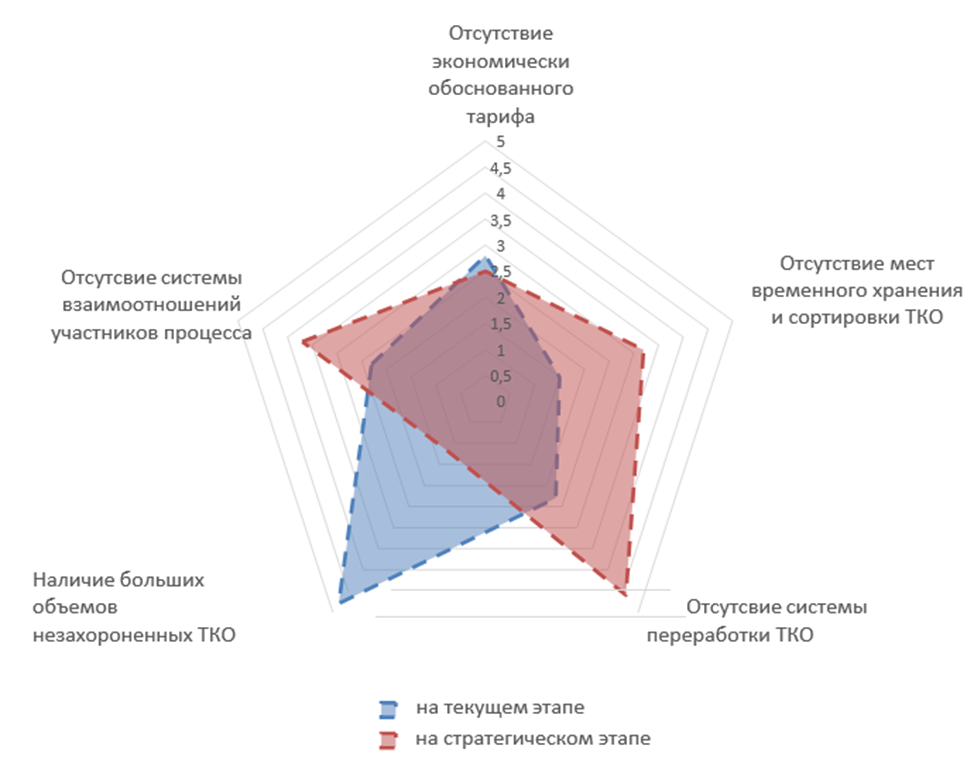 Отсутствие
экономически
обоснованного
тарифа
5
4,5
4
3,5
3
2,5
2
1,5
1
0,5
0
Отсутствие мест
временного хранения
и сортировки ТКО
Отсутсвие системы
взаимоотношений
участников процесса
Наличие больших
объемов
незахороненных ТКО
Отсутсвие системы
переработки ТКО
на текущем этапе
на стратегическом этапе